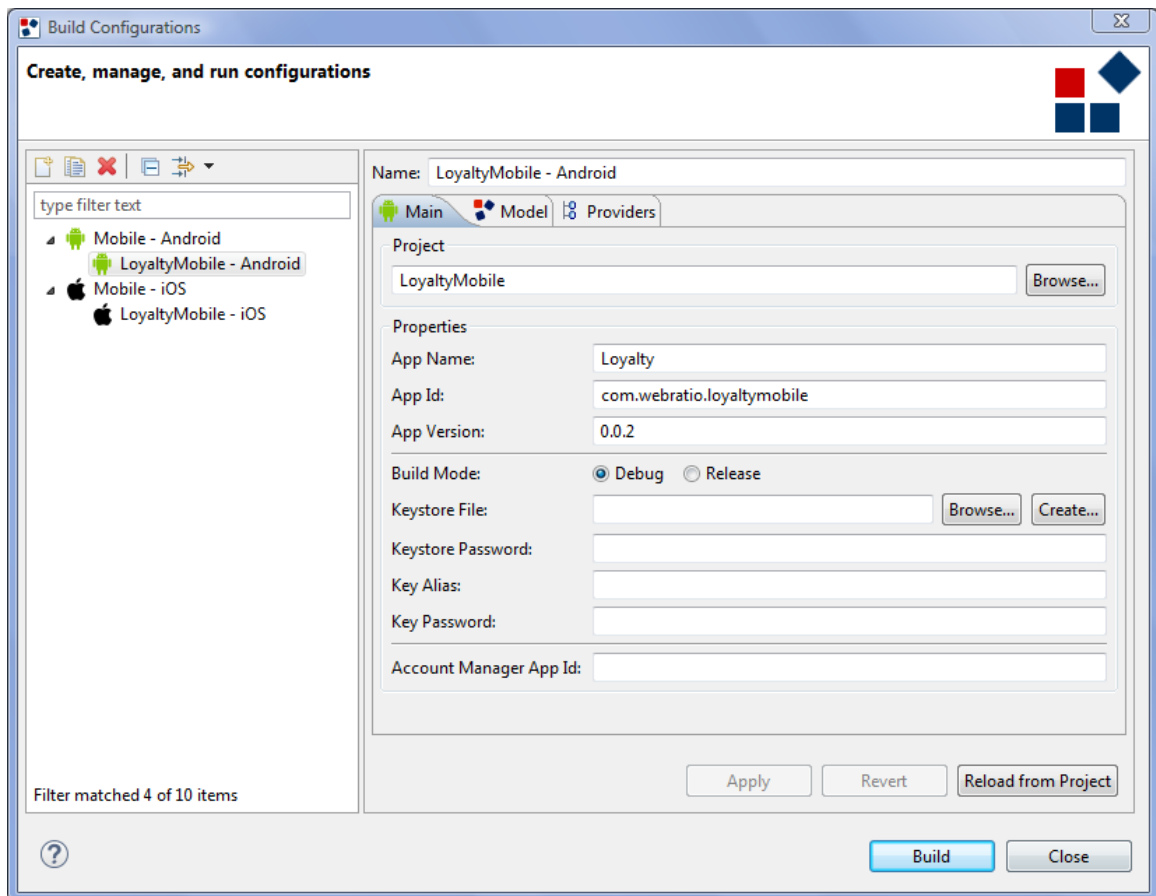 Build Configurations
Create, manage, and run configurations
type filter text
Mobile - Android
LoyaltyMobile - Android
Mobile - iOS
LoyaltyMobile - iOS
Filter matched 4 of 10 items
Name: LoyaltyMobile - Android
Main Model Providers
Project
LoyaltyMobile Browse...
Properties
App Name: Loyalty
App Id: com.webratio.loyaltymobile
App Version: 0.0.2
Build Mode: Debug Release
Keystore File: Browse... Create...
Keystore Password:
Key Alias:
Key Password:
Account Manager App Id:
Apply Revert Reload from Project
? Build Close